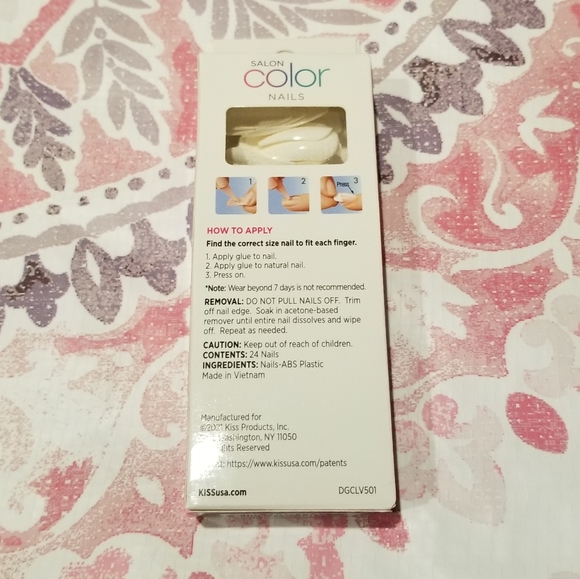 SALON
color
NAILS
1
2
3
Press
HOW TO APPLY
Find the correct size nail to fit each finger.
1. Apply glue to nail.
2. Apply glue to natural nail.
3. Press on.
*Note: Wear beyond 7 days is not recommended.
REMOVAL: DO NOT PULL NAILS OFF. Trim
off nail edge. Soak in acetone-based
remover until entire nail dissolves and wipe
off. Repeat as needed.
CAUTION: Keep out of reach of children.
CONTENTS: 24 Nails
INGREDIENTS: Nails-ABS Plastic
Made in Vietnam
Manufactured for
Kiss Products, Inc.
Washington, NY 11050
Reserved
https://www.kissusa.com/patents
KISSusa.com
DGCLV501